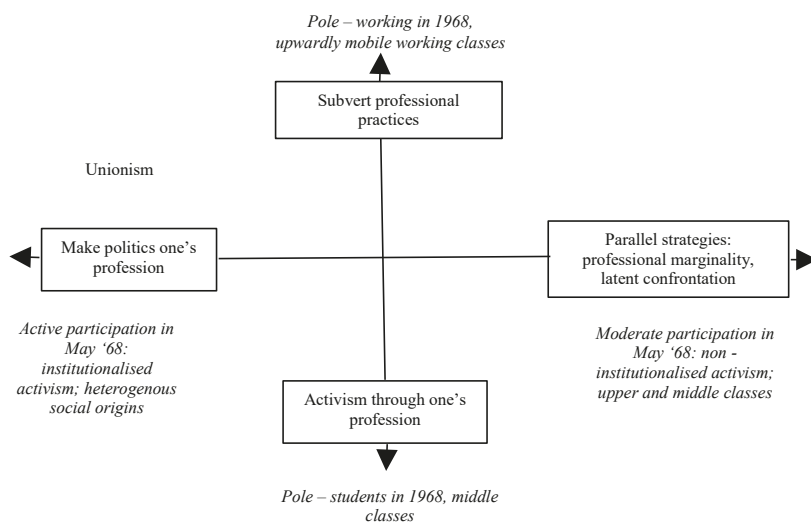 Pole – working in 1968,
upwardly mobile working classes
Subvert professional
practices
Unionism
Make politics one's
profession
Parallel strategies:
professional marginality,
latent confrontation
Active participation in
May ‘68:
institutionalised
activism; heterogenous
social origins
Moderate participation in
May ‘68: non -
institutionalised activism;
upper and middle classes
Activism through one's
profession
Pole – students in 1968, middle
classes